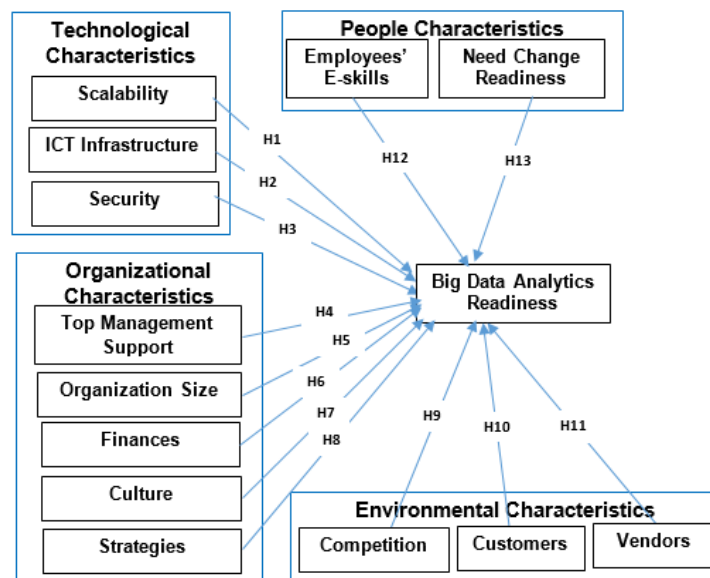 Technological
Characteristics
Scalability
ICT Infrastructure
Security
People Characteristics
Employees'
E-skills
Need Change
Readiness
H1
H2
H3
H12
H13
Organizational
Characteristics
Top Management
Support
Organization Size
Finances
Culture
Strategies
H4
H5
H6
H7
H8
Big Data Analytics
Readiness
H9
H10
H11
Environmental Characteristics
Competition
Customers
Vendors